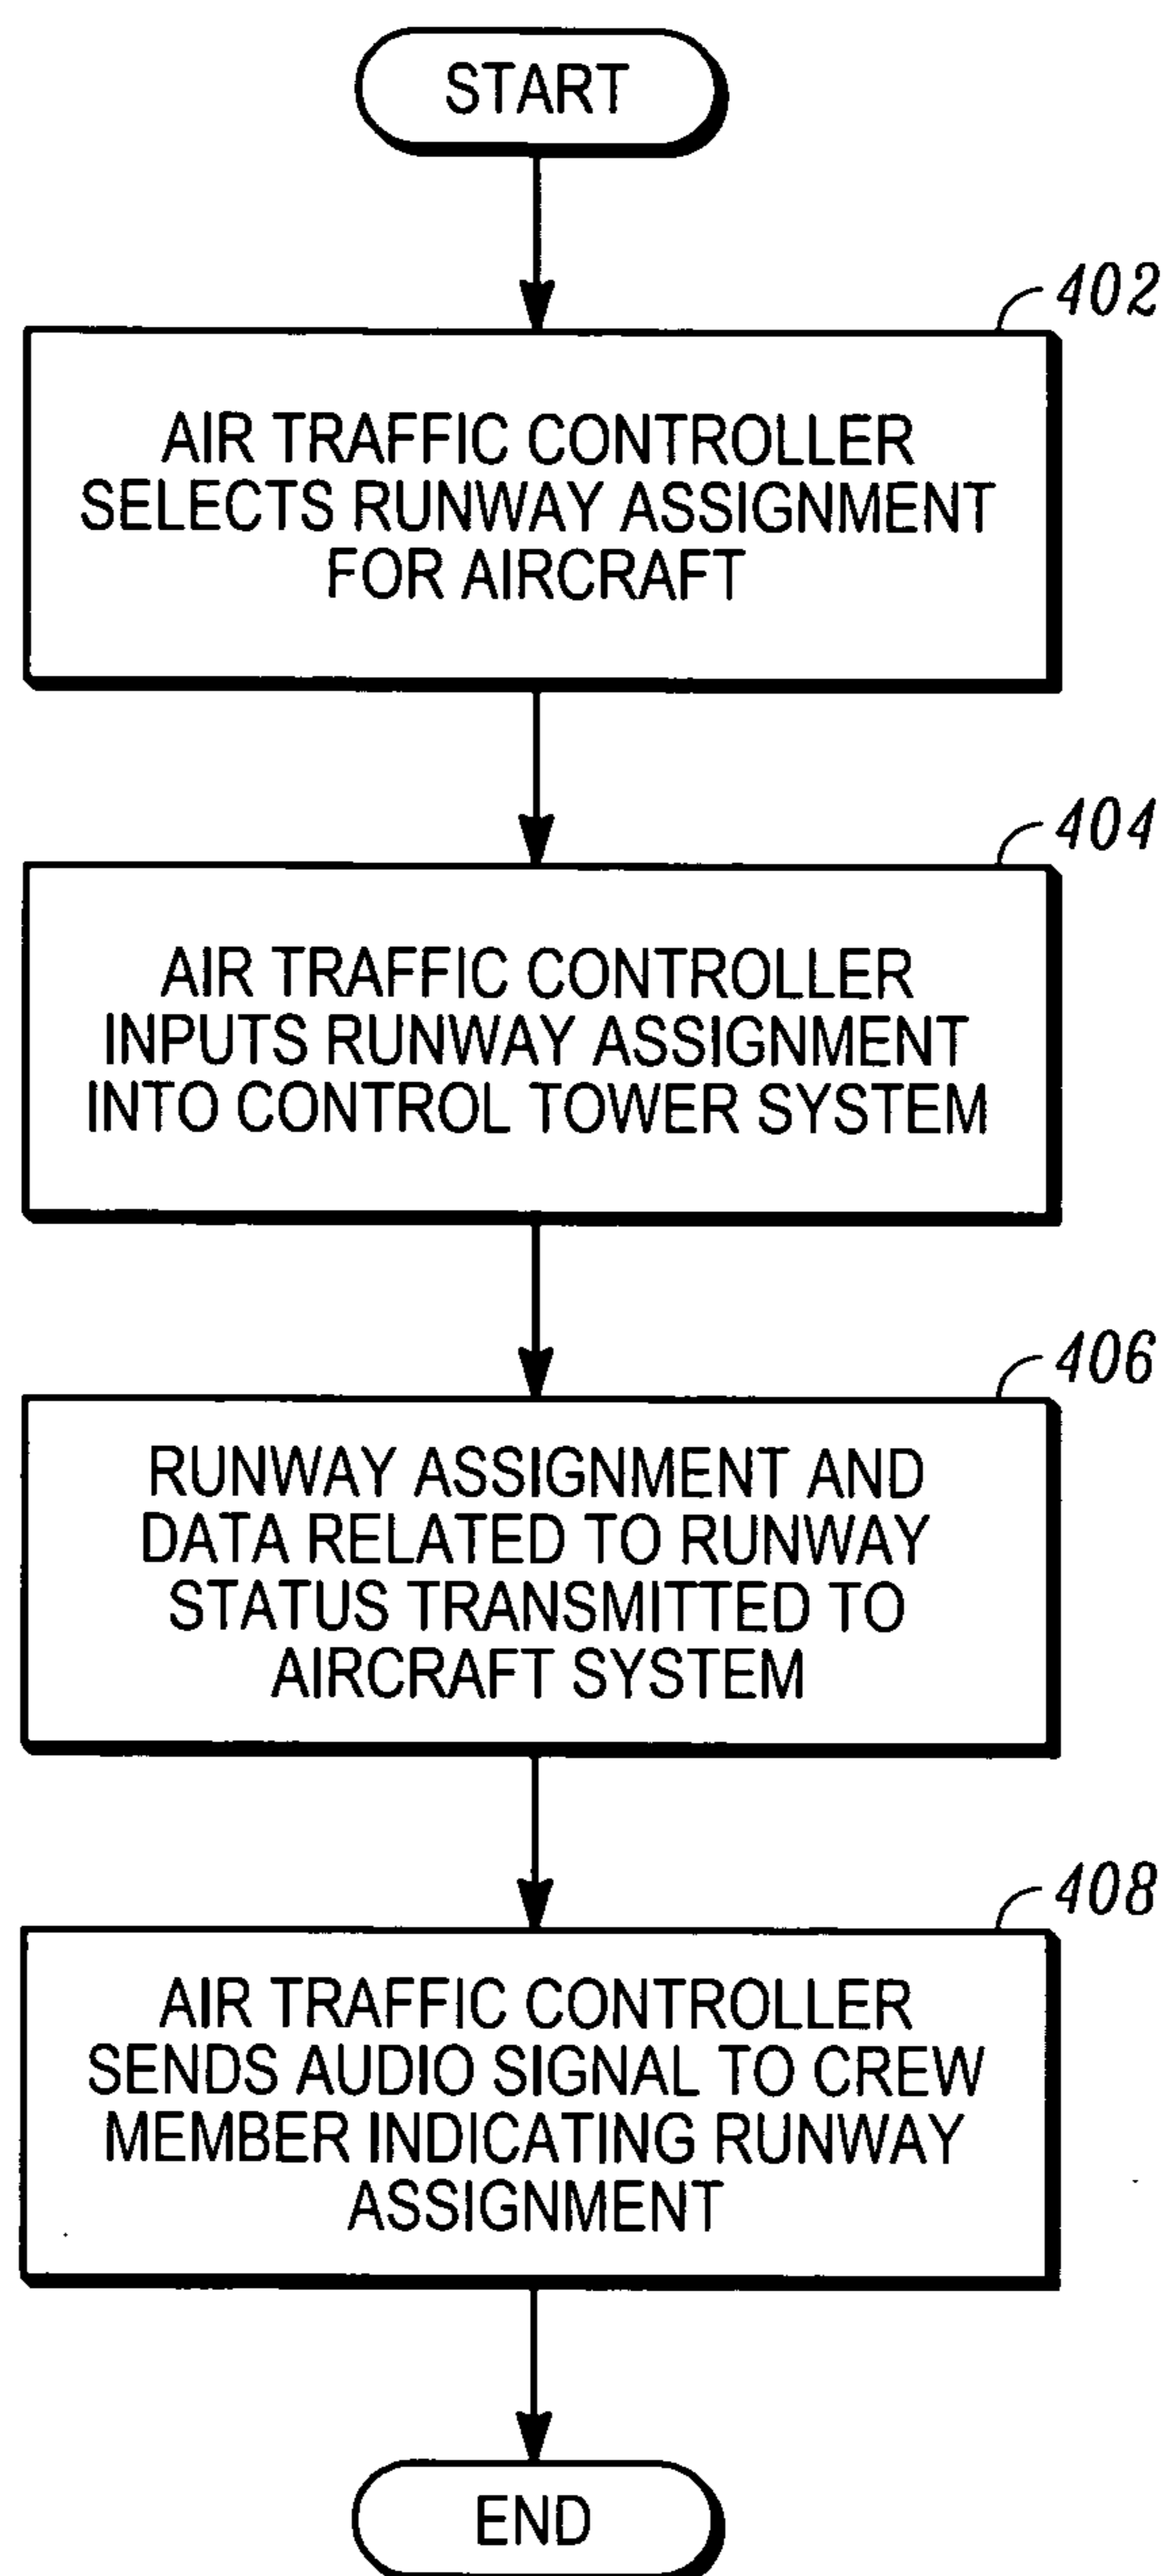 START
402
AIR TRAFFIC CONTROLLER
SELECTS RUNWAY ASSIGNMENT
FOR AIRCRAFT
404
AIR TRAFFIC CONTROLLER
INPUTS RUNWAY ASSIGNMENT
INTO CONTROL TOWER SYSTEM
406
RUNWAY ASSIGNMENT AND
DATA RELATED TO RUNWAY
STATUS TRANSMITTED TO
AIRCRAFT SYSTEM
408
AIR TRAFFIC CONTROLLER
SENDS AUDIO SIGNAL TO CREW
MEMBER INDICATING RUNWAY
ASSIGNMENT
END